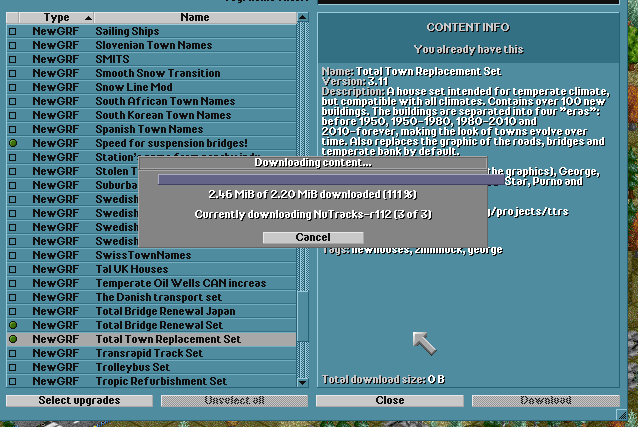 Type Name
NewGRF Sailing Ships
NewGRF Slovenian Town Names
NewGRF SMITS
NewGRF Smooth Snow Transition
NewGRF Snow Line Mod
NewGRF South African Town Names
NewGRF South Korean Town Names
NewGRF Spanish Town Names
NewGRF Speed for suspension bridges!
NewGRF Station's
NewGRF Stolen T
NewGRF Suburba
NewGRF Swedish
NewGRF Swedish
NewGRF Swedish
NewGRF Swedish
NewGRF SwissTownNames
NewGRF Tal UK Houses
NewGRF Temperate Oil Wells CAN increas
NewGRF The Danish transport set
NewGRF Total Bridge Renewal Japan
NewGRF Total Bridge Renewal Set
NewGRF Total Town Replacement Set
NewGRF Transrapid Track Set
NewGRF Trolleybus Set
NewGRF Tropic Refurbishment Set
Select upgrades
Unselect all
CONTENT INFO
You already have this
Name: Total Town Replacement Set
Version: 3.11
Description: A house set intended for temperate climate,
but compatible with all climates. Contains over 100 new
buildings. The buildings are separated into four "eras":
before 1950, 1950-1980, 1980-2010 and
2010-forever, making the look of towns evolve over
time. Also replaces the graphic of the roads, bridges and
temperate bank by default.
the graphics), George,
Star, Purno and
g/projects/ttrs
Tags: newhouses, zimmlock, george
Total download size: 0 B
Close
Download
Downloading content...
2.46 MiB of 2.20 MiB downloaded (111%)
Currently downloading NuTracks-r112 (3 of 3)
Cancel